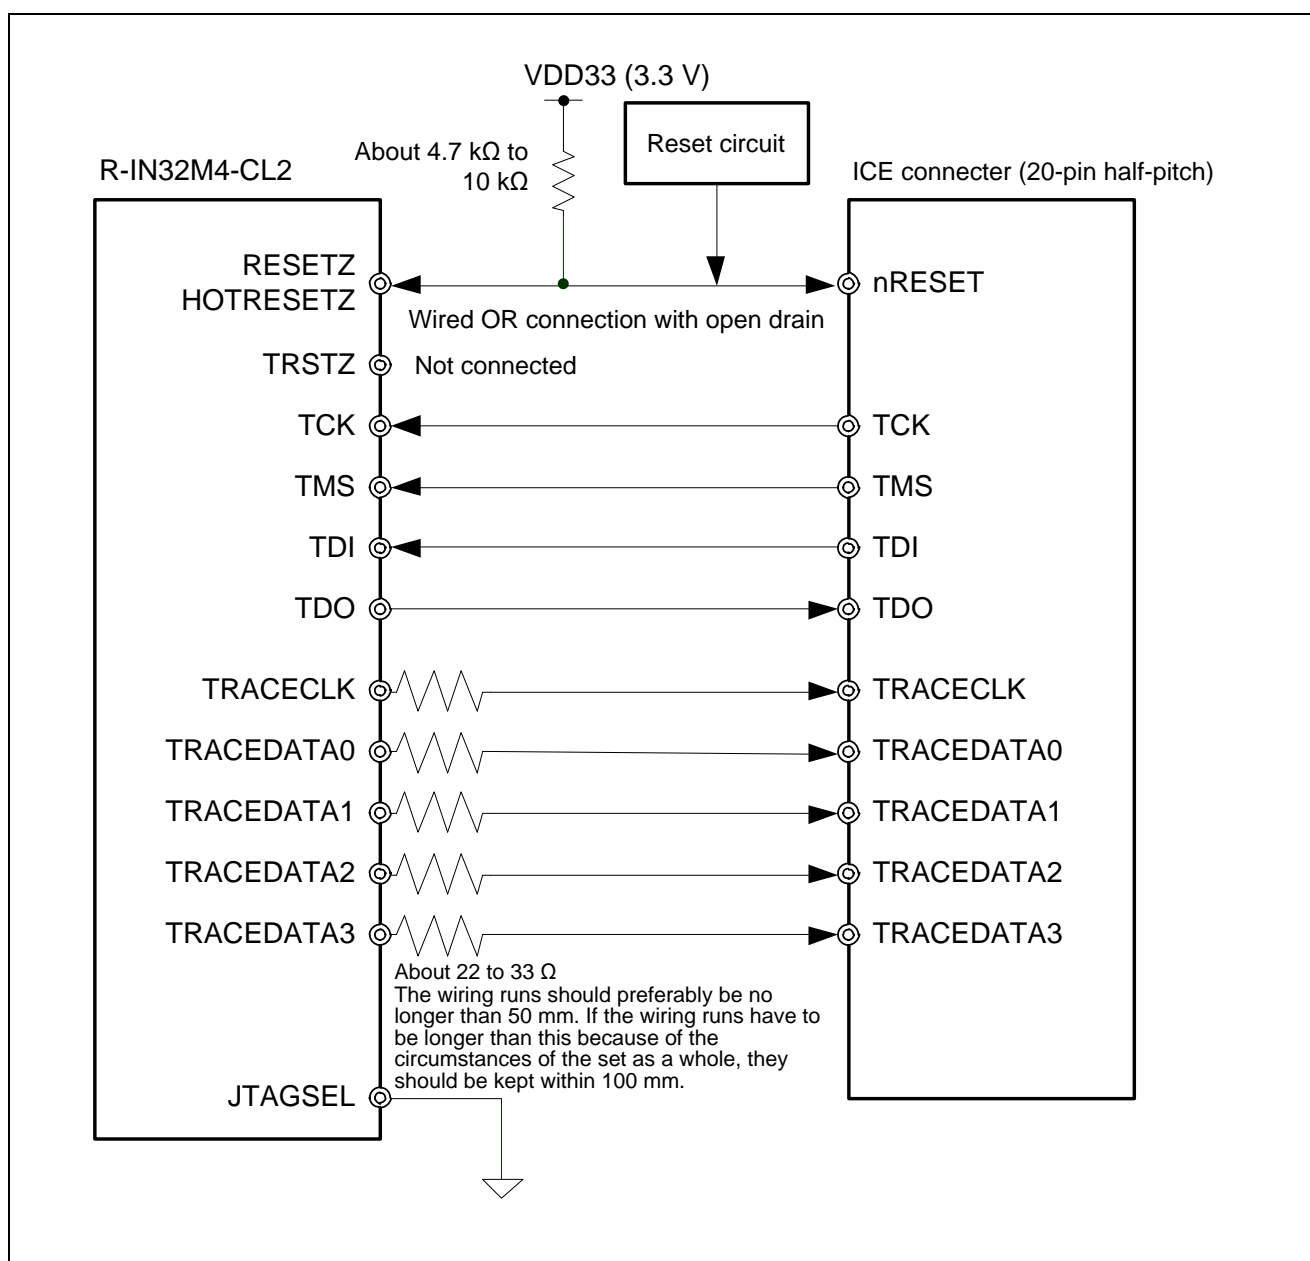 VDD33 (3.3 V)
About 4.7 kΩ to
10 kΩ
Reset circuit
R-IN32M4-CL2
ICE connecter (20-pin half-pitch)
RESETZ
HOTRESETZ
nRESET
Wired OR connection with open drain
TRSTZ
Not connected
TCK
TCK
TMS
TMS
TDI
TDI
TDO
TDO
TRACECLK
TRACECLK
TRACEDATA0
TRACEDATA0
TRACEDATA1
TRACEDATA1
TRACEDATA2
TRACEDATA2
TRACEDATA3
TRACEDATA3
About 22 to 33 Ω
The wiring runs should preferably be no
longer than 50 mm. If the wiring runs have to
be longer than this because of the
circumstances of the set as a whole, they
should be kept within 100 mm.
JTAGSEL